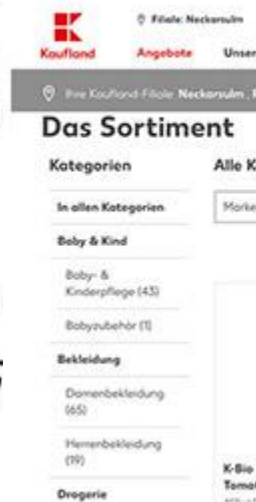 Filiale: Neckarsulm
Kaufland
Angebote
Unser
Ihre Kaufland-Filiale: Neckarsulm,
Das Sortiment
Kategorien
Alle K
In allen Kategorien
Marke
Baby & Kind
Baby- &
Kinderpflege (43)
Babyzubehör (1)
Bekleidung
Damenbekleidung
(65)
Herrenbekleidung
(19)
K-Bio
Drogerie
Tomat